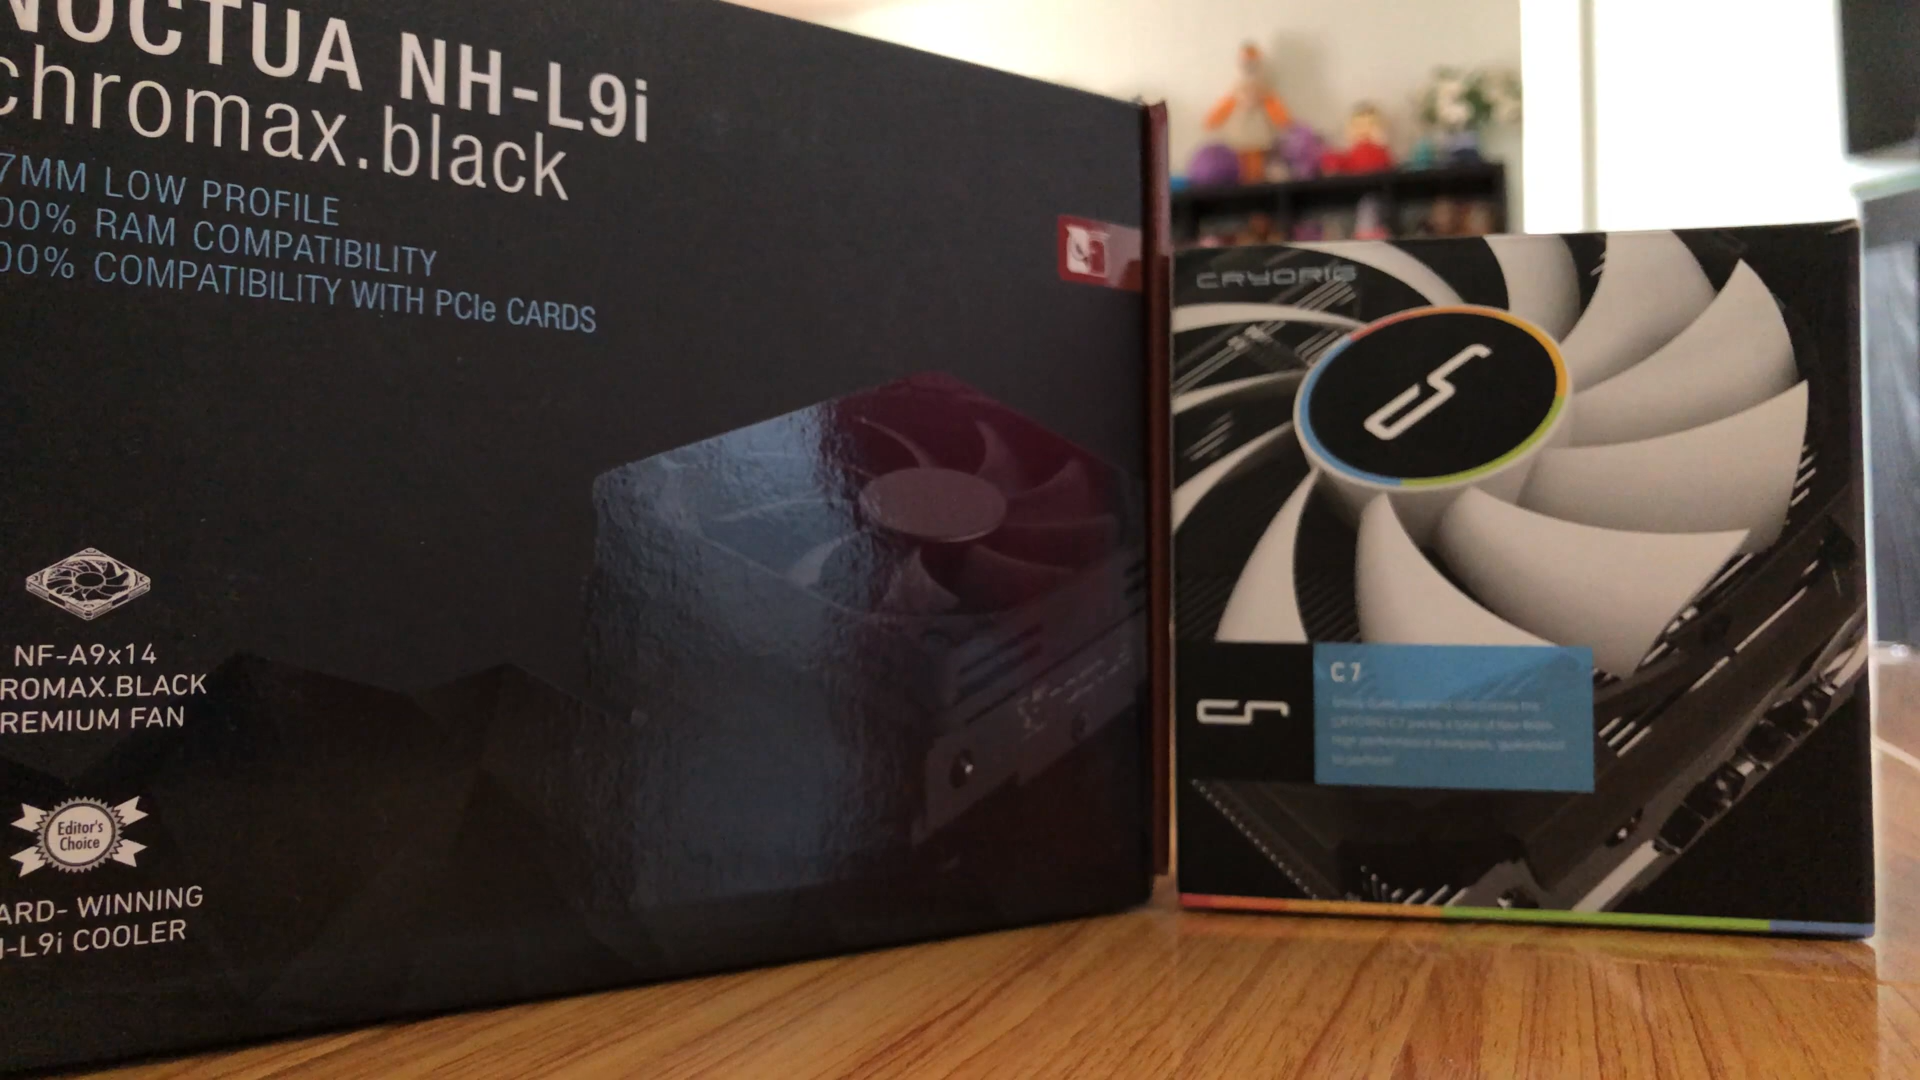 NOCTUA NH-L9i
chromax.black
7MM LOW PROFILE
00% RAM COMPATIBILITY
00% COMPATIBILITY WITH PCIe CARDS
NF-A9x14
ROMAX.BLACK
REMIUM FAN
Editor's
Choice
ARD- WINNING
-L9i COOLER
CRYORIG
C7